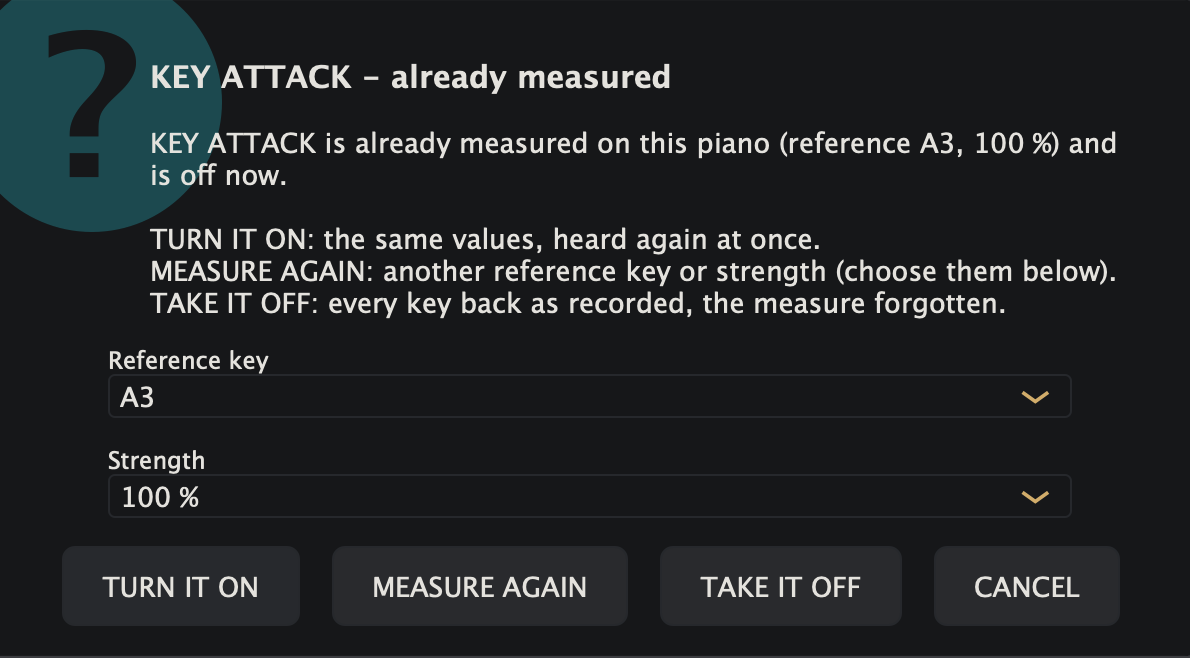 ?
KEY ATTACK – already measured
KEY ATTACK is already measured on this piano (reference A3, 100 %) and
is off now.
TURN IT ON: the same values, heard again at once.
MEASURE AGAIN: another reference key or strength (choose them below).
TAKE IT OFF: every key back as recorded, the measure forgotten.
Reference key
A3
Strength
100 %
TURN IT ON MEASURE AGAIN TAKE IT OFF CANCEL